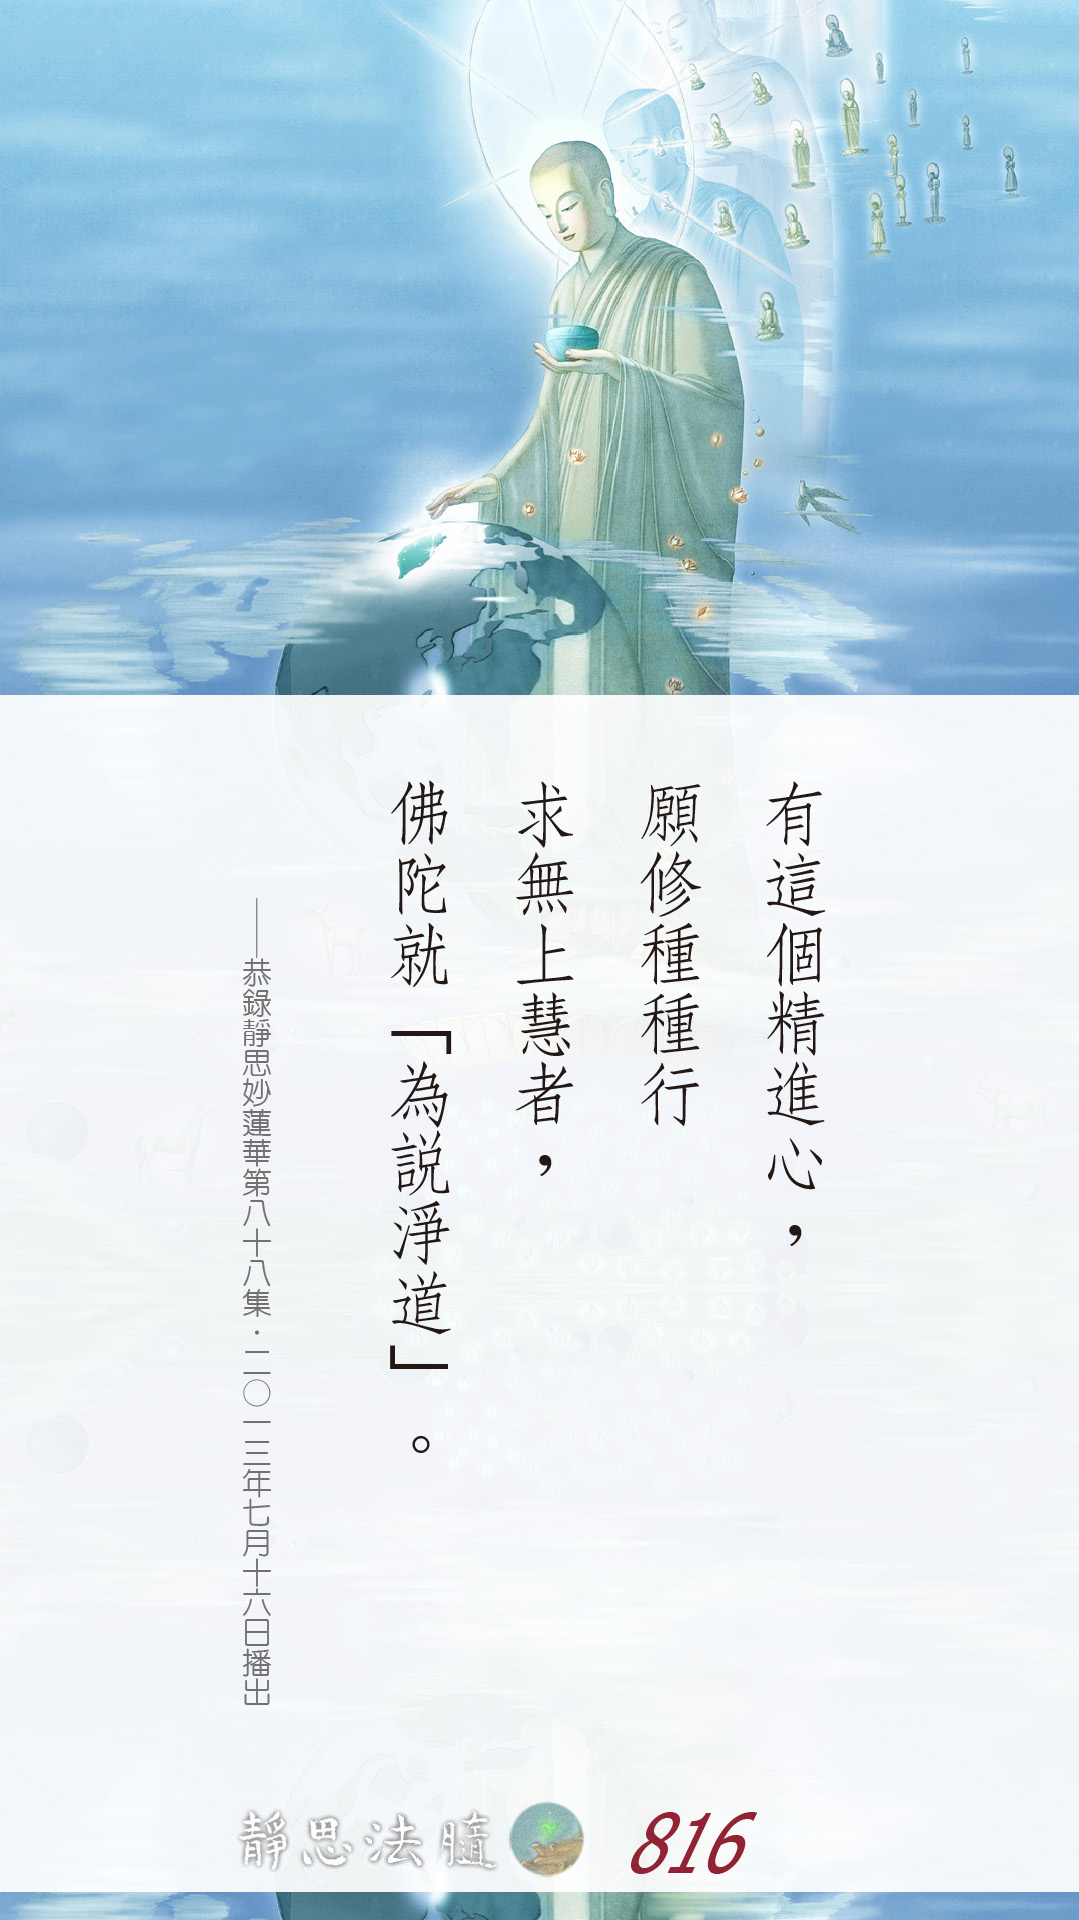 有這個精進心，
願修種種行
求無上慧者，
佛陀就「為說淨道」。
——恭錄靜思妙蓮華第八十八集．二〇一三年七月十六日播出
靜思法髓
816